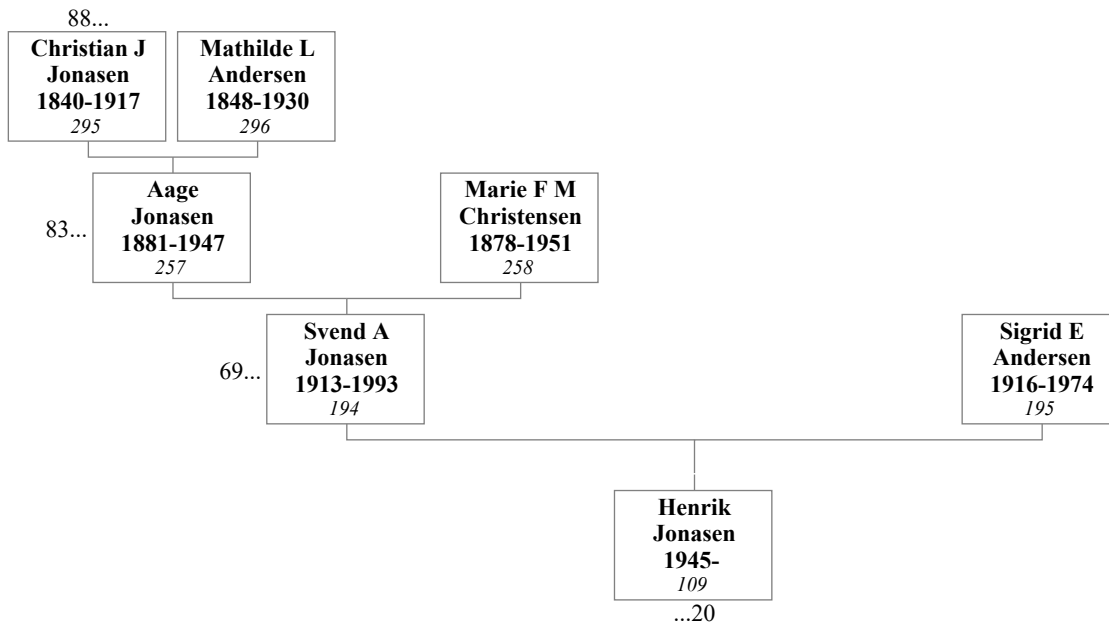 88...
Christian J
Jonasen
1840-1917
295
Mathilde L
Andersen
1848-1930
296
83...
Aage
Jonasen
1881-1947
257
Marie F M
Christensen
1878-1951
258
69...
Svend A
Jonasen
1913-1993
194
Sigrid E
Andersen
1916-1974
195
Henrik
Jonasen
1945-
109
...20